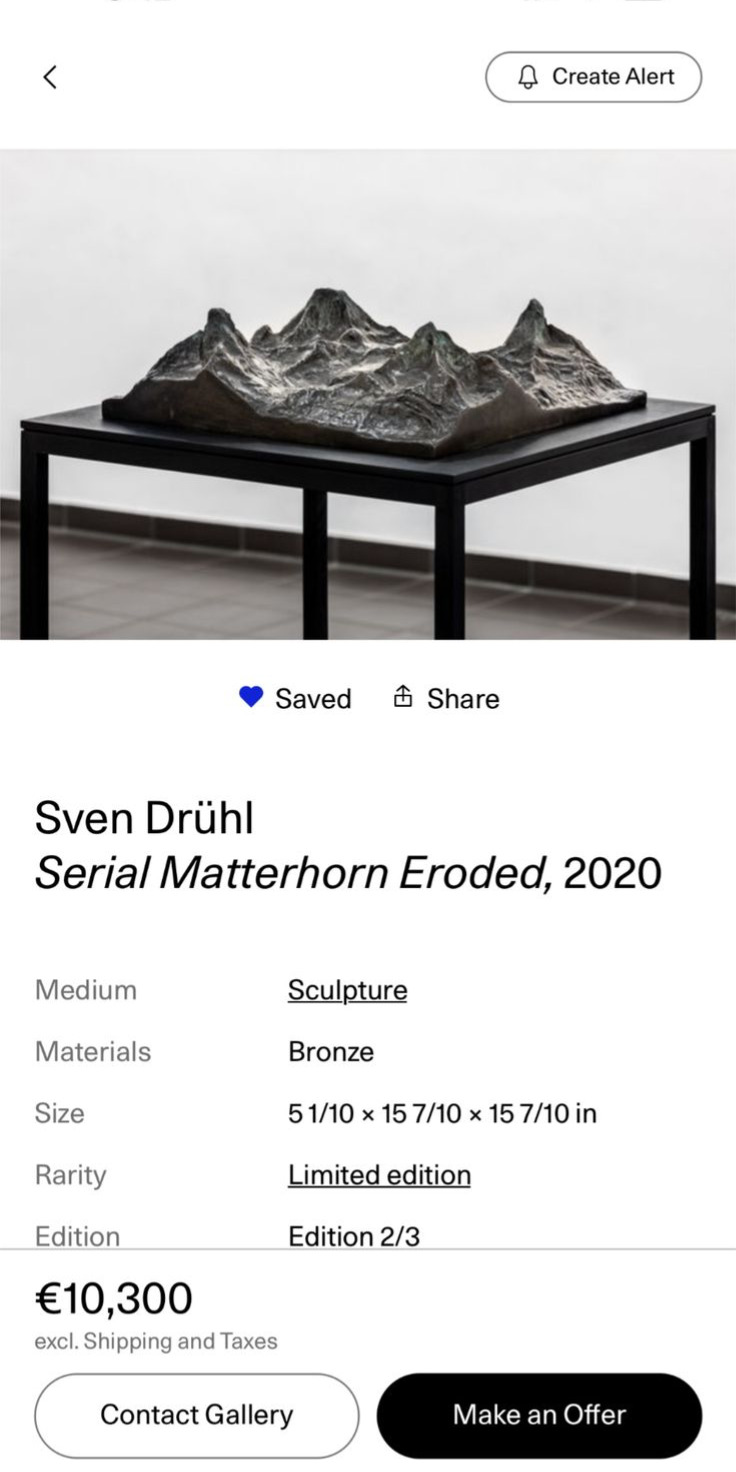 Create Alert
Saved Share
Sven Drühl
Serial Matterhorn Eroded, 2020
Medium Sculpture
Materials Bronze
Size 5 1/10 × 15 7/10 × 15 7/10 in
Rarity Limited edition
Edition Edition 2/3
€10,300
excl. Shipping and Taxes
Contact Gallery Make an Offer